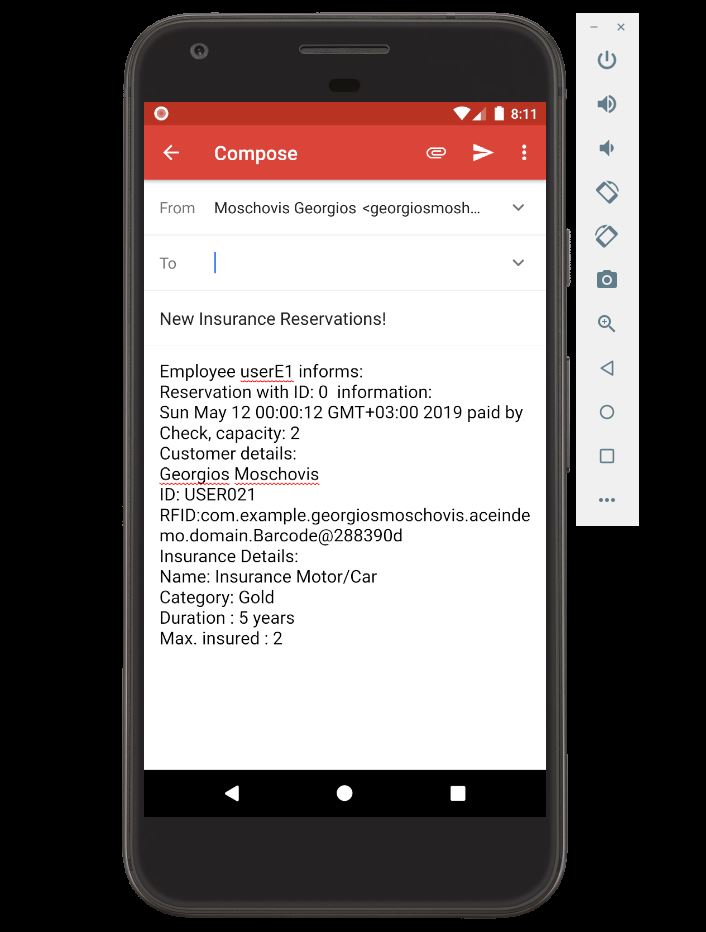 8:11
Compose
From Moschovis Georgios <georgiosmosh...
To
New Insurance Reservations!
Employee userE1 informs:
Reservation with ID: 0  information:
Sun May 12 00:00:12 GMT+03:00 2019 paid by
Check, capacity: 2
Customer details:
Georgios Moschovis
ID: USER021
RFID:com.example.georgiosmoschovis.aceinde
mo.domain.Barcode@288390d
Insurance Details:
Name: Insurance Motor/Car
Category: Gold
Duration : 5 years
Max. insured : 2